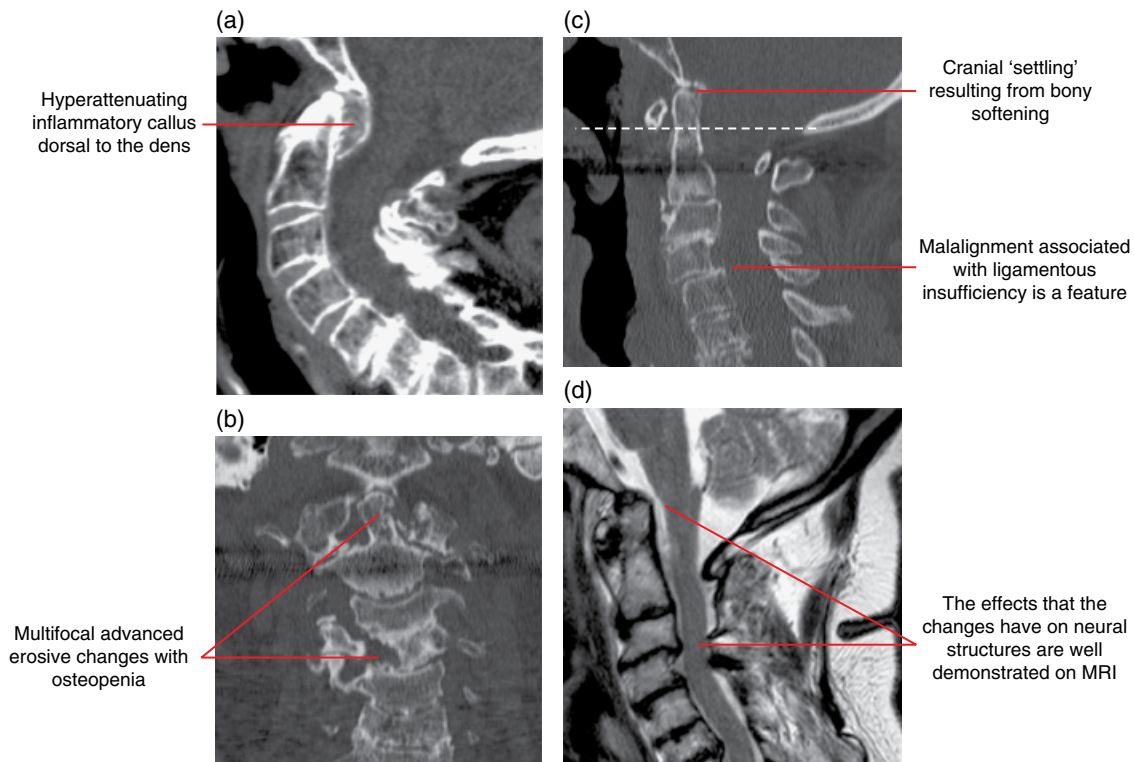 (a)
Hyperattenuating
inflammatory callus
dorsal to the dens
(c)
Cranial ‘settling’
resulting from bony
softening
Malalignment associated
with ligamentous
insufficiency is a feature
(b)
Multifocal advanced
erosive changes with
osteopenia
(d)
The effects that the
changes have on neural
structures are well
demonstrated on MRI